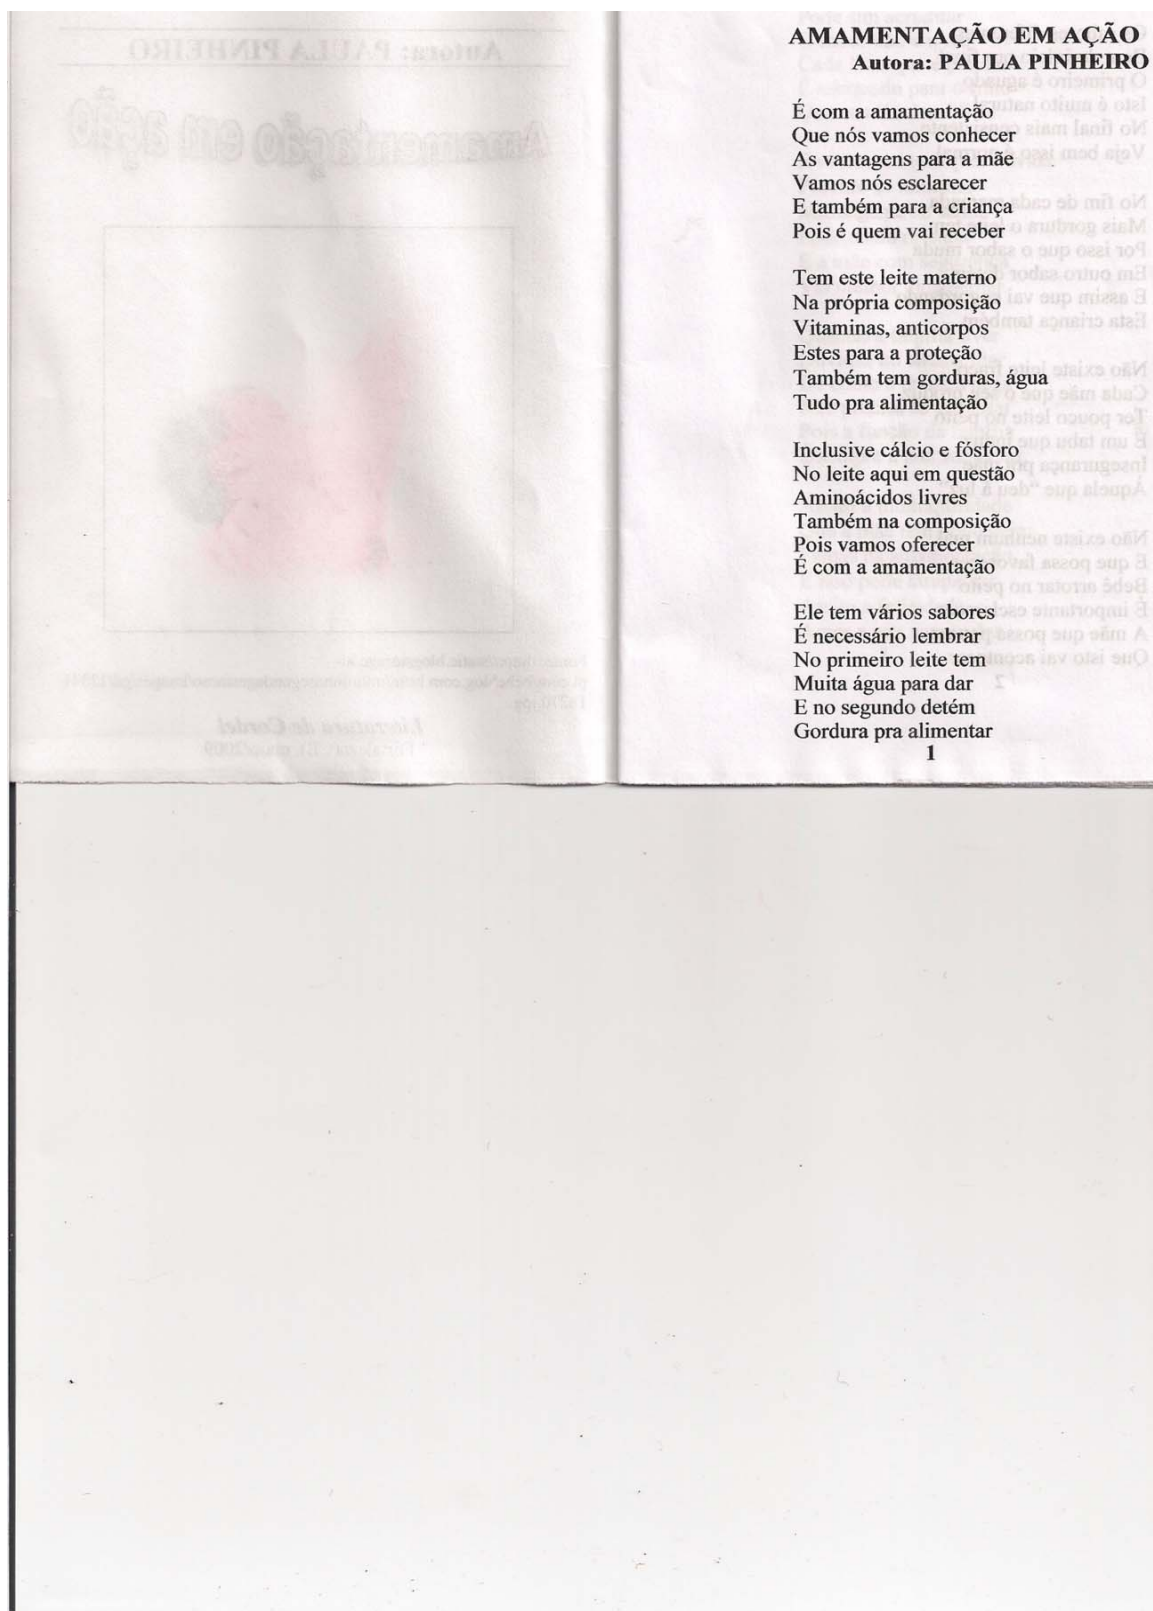 AMAMENTAÇÃO EM AÇÃO
Autora: PAULA PINHEIRO
É com a amamentação
Que nós vamos conhecer
As vantagens para a mãe
Vamos nós esclarecer
E também para a criança
Pois é quem vai receber
Tem este leite materno
Na própria composição
Vitaminas, anticorpos
Estes para a proteção
Também tem gorduras, água
Tudo pra alimentação
Inclusive cálcio e fósforo
No leite aqui em questão
Aminoácidos livres
Também na composição
Pois vamos oferecer
É com a amamentação
Ele tem vários sabores
É necessário lembrar
No primeiro leite tem
Muita água para dar
E no segundo detém
Gordura pra alimentar
1